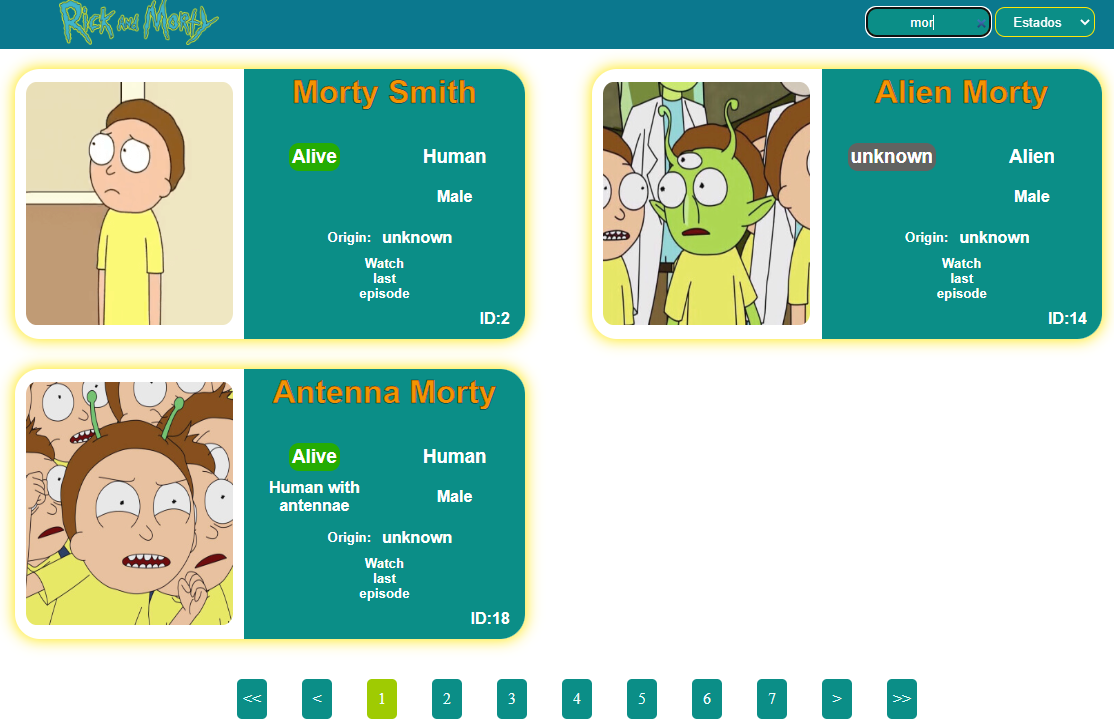 Rick and Morty
mor
Estados
Morty Smith
Alive
Human
Male
Origin: unknown
Watch
last
episode
ID:2
Alien Morty
unknown
Alien
Male
Origin: unknown
Watch
last
episode
ID:14
Antenna Morty
Alive
Human
Human with
antennae
Male
Origin: unknown
Watch
last
episode
ID:18
<< < 1 2 3 4 5 6 7 > >>